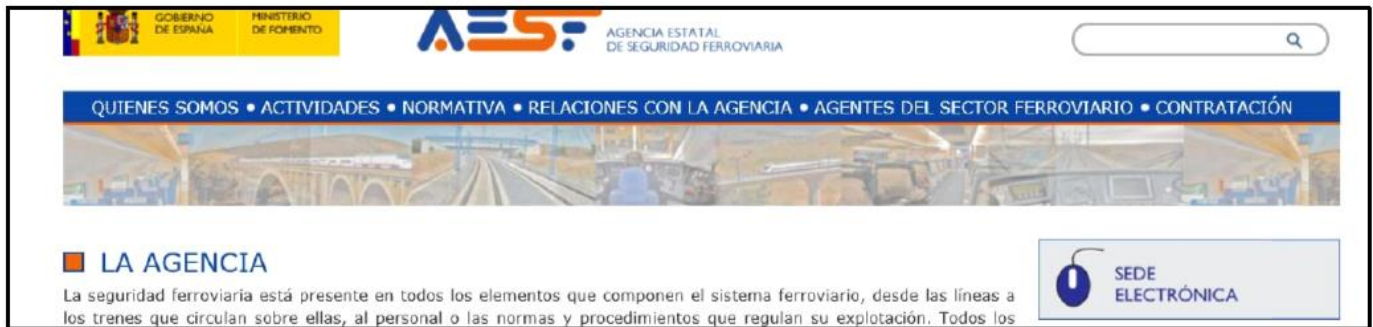 GOBIERNO
DE ESPAÑA
MINISTERIO
DE FOMENTO
AESF
AGENCIA ESTATAL
DE SEGURIDAD FERROVIARIA
QUIENES SOMOS • ACTIVIDADES • NORMATIVA • RELACIONES CON LA AGENCIA • AGENTES DEL SECTOR FERROVIARIO • CONTRATACIÓN
LA AGENCIA
SEDE
ELECTRÓNICA
La seguridad ferroviaria está presente en todos los elementos que componen el sistema ferroviario, desde las líneas a
los trenes que circulan sobre ellas, al personal o las normas y procedimientos que regulan su explotación. Todos los